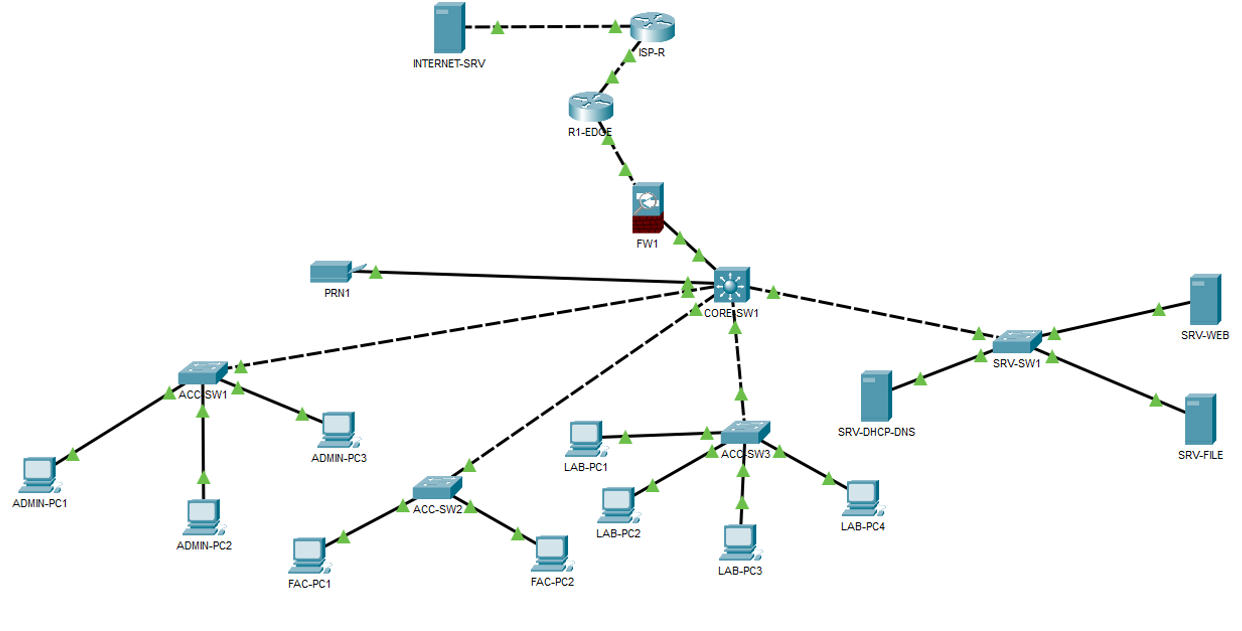 INTERNET-SRV
ISP-R
R1-EDGE
FW1
PRN1
CORE-SW1
SRV-WEB
SRV-SW1
ACC-SW1
SRV-DHCP-DNS
ADMIN-PC3
ACC-SW3
SRV-FILE
LAB-PC1
ADMIN-PC1
ACC-SW2
LAB-PC4
LAB-PC2
ADMIN-PC2
LAB-PC3
FAC-PC1
FAC-PC2